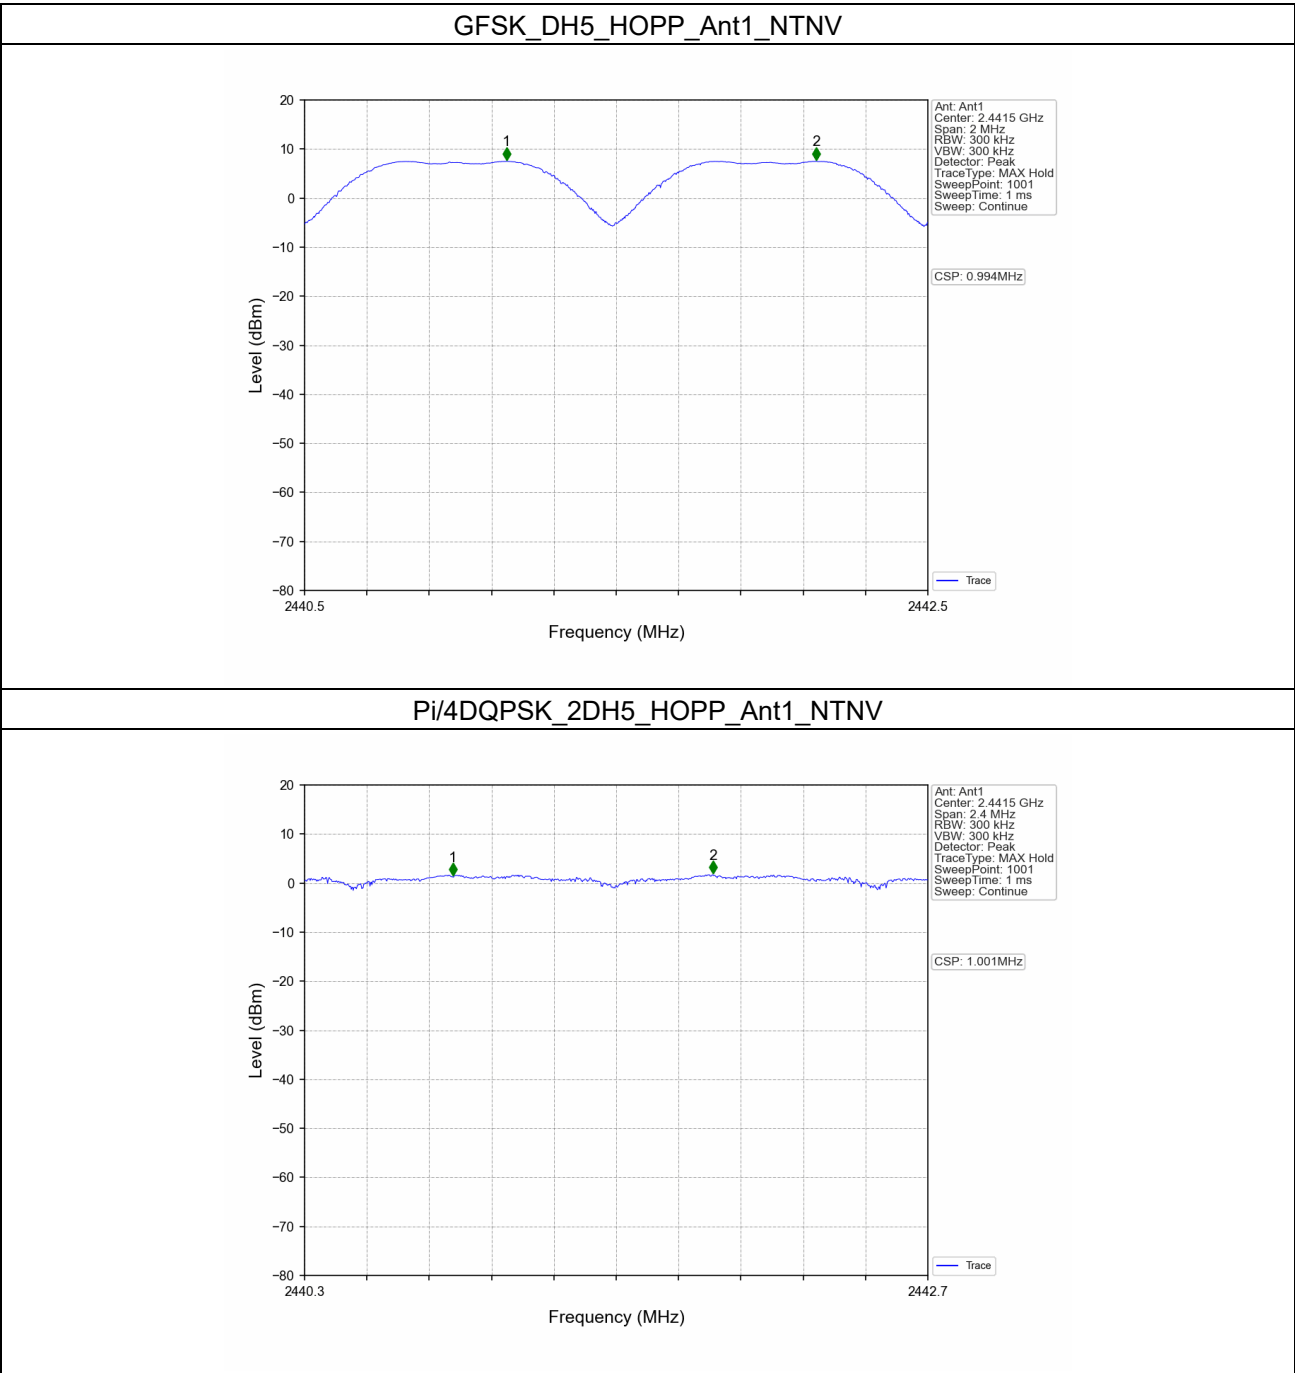 GFSK_DH5_HOPP_Ant1_NTNV
20
10
0
−10
−20
−30
−40
−50
−60
−70
−80
Level (dBm)
1
2
2440.5
2442.5
Frequency (MHz)
Ant: Ant1
Center: 2.4415 GHz
Span: 2 MHz
RBW: 300 kHz
VBW: 300 kHz
Detector: Peak
TraceType: MAX Hold
SweepPoint: 1001
SweepTime: 1 ms
Sweep: Continue
CSP: 0.994MHz
Trace
Pi/4DQPSK_2DH5_HOPP_Ant1_NTNV
20
10
0
−10
−20
−30
−40
−50
−60
−70
−80
Level (dBm)
1
2
2440.3
2442.7
Frequency (MHz)
Ant: Ant1
Center: 2.4415 GHz
Span: 2.4 MHz
RBW: 300 kHz
VBW: 300 kHz
Detector: Peak
TraceType: MAX Hold
SweepPoint: 1001
SweepTime: 1 ms
Sweep: Continue
CSP: 1.001MHz
Trace